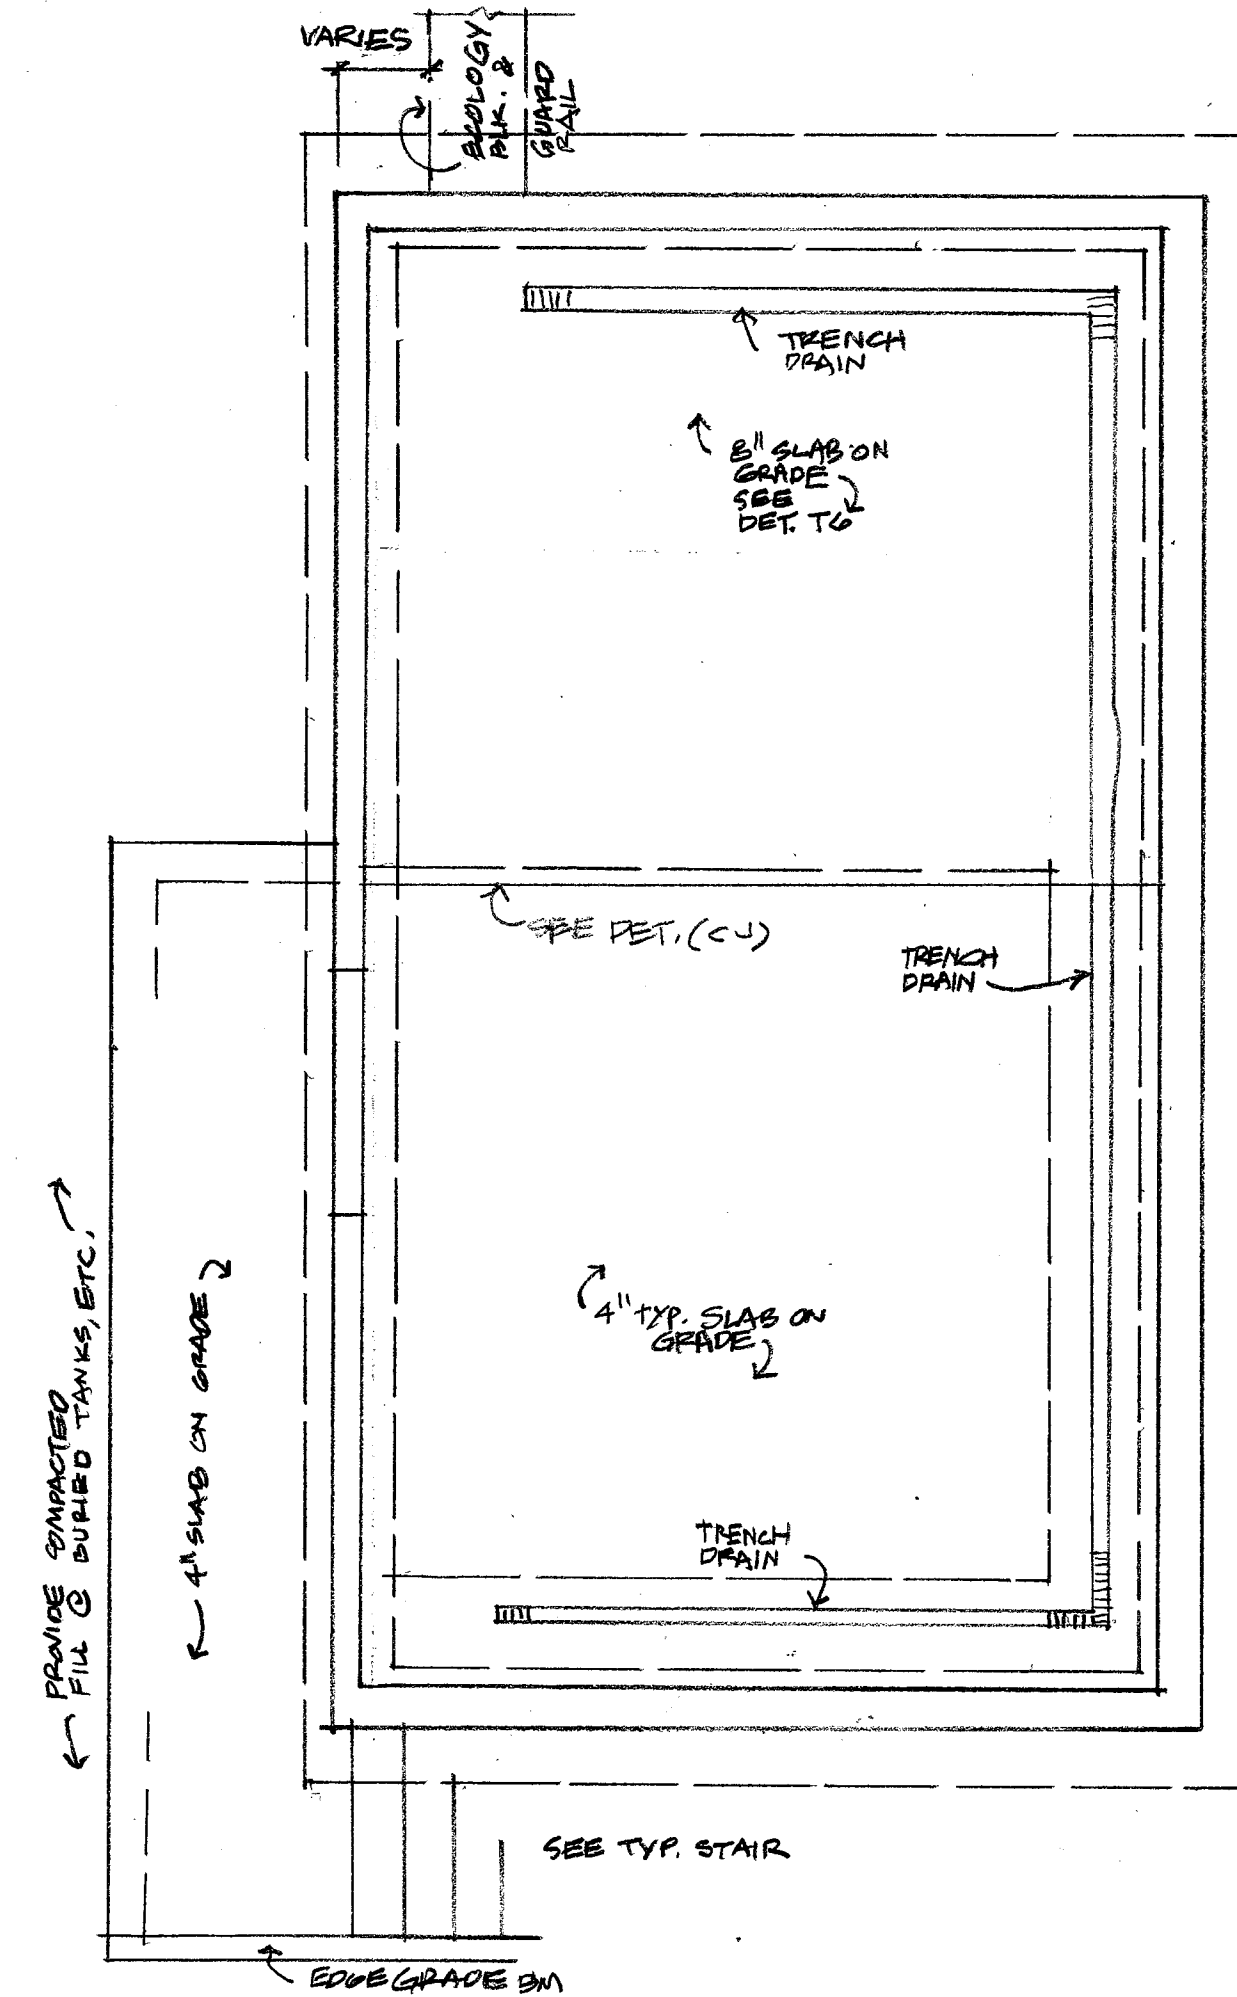 VARIES
ECOLOGY
BLK. &
GUARD
RAIL
TRENCH
DRAIN
8" SLAB ON
GRADE
SEE
DET. T6
SEE DET. (CJ)
TRENCH
DRAIN
4" TYP. SLAB ON
GRADE
4" SLAB ON GRADE
PROVIDE COMPACTED
FILL @ BURIED TANKS, ETC.
TRENCH
DRAIN
SEE TYP. STAIR
EDGE GRADE BM